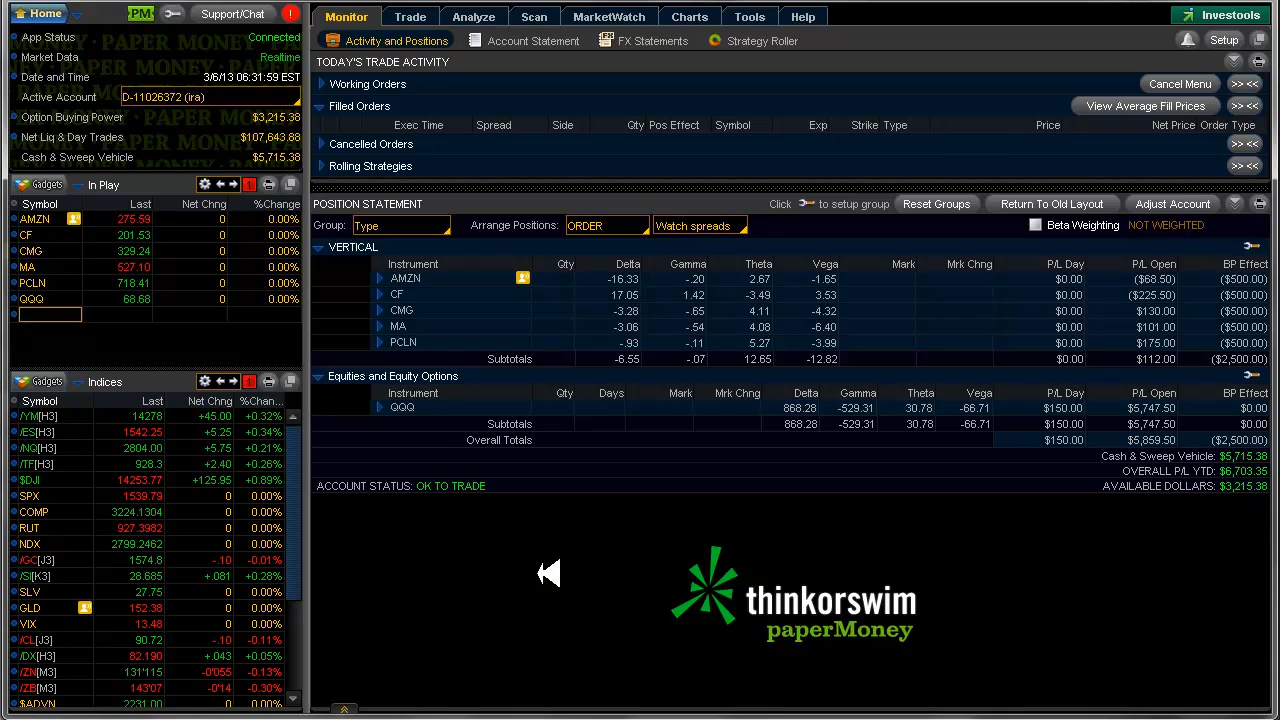 Home PM Support/Chat !
App Status Connected
Market Data Realtime
Date and Time 3/6/13 06:31:59 EST
Active Account D-11026372 (ira)
Option Buying Power $3,215.38
Net Liq & Day Trades $107,643.88
Cash & Sweep Vehicle $5,715.38
Gadgets In Play 1
Symbol Last Net Chng %Change
AMZN 275.59 0 0.00%
CF 201.53 0 0.00%
CMG 329.24 0 0.00%
MA 527.10 0 0.00%
PCLN 718.41 0 0.00%
QQQ 68.68 0 0.00%
Gadgets Indices 1
Symbol Last Net Chng %Chan...
/YM[H3] 14278 +45.00 +0.32%
/ES[H3] 1542.25 +5.25 +0.34%
/NQ[H3] 2804.00 +5.75 +0.21%
/TF[H3] 928.3 +2.40 +0.26%
$DJI 14253.77 +125.95 +0.89%
SPX 1539.79 0 0.00%
COMP 3224.1304 0 0.00%
RUT 927.3982 0 0.00%
NDX 2799.2462 0 0.00%
/GC[J3] 1574.8 -.10 -0.01%
/SI[K3] 28.685 +.081 +0.28%
SLV 27.75 0 0.00%
GLD 152.38 0 0.00%
VIX 13.48 0 0.00%
/CL[J3] 90.72 -.10 -0.11%
/DX[H3] 82.190 +.043 +0.05%
/ZN[M3] 131'115 -0'055 -0.13%
/ZB[M3] 143'07 -0'14 -0.30%
$ADVN 2231.00 0 0.00%
Monitor Trade Analyze Scan MarketWatch Charts Tools Help Investools
Activity and Positions Account Statement FX Statements Strategy Roller Setup
TODAY'S TRADE ACTIVITY
Working Orders Cancel Menu >> <<
Filled Orders View Average Fill Prices >> <<
Exec Time Spread Side Qty Pos Effect Symbol Exp Strike Type Price Net Price Order Type
Cancelled Orders >> <<
Rolling Strategies >> <<
POSITION STATEMENT Click to setup group Reset Groups Return To Old Layout Adjust Account
Group: Type Arrange Positions: ORDER Watch spreads Beta Weighting NOT WEIGHTED
VERTICAL
Instrument Qty Delta Gamma Theta Vega Mark Mrk Chng P/L Day P/L Open BP Effect
AMZN -16.33 -.20 2.67 -1.65 $0.00 ($68.50) ($500.00)
CF 17.05 1.42 -3.49 3.53 $0.00 ($225.50) ($500.00)
CMG -3.28 -.65 4.11 -4.32 $0.00 $130.00 ($500.00)
MA -3.06 -.54 4.08 -6.40 $0.00 $101.00 ($500.00)
PCLN -.93 -.11 5.27 -3.99 $0.00 $175.00 ($500.00)
Subtotals -6.55 -.07 12.65 -12.82 $0.00 $112.00 ($2,500.00)
Equities and Equity Options
Instrument Qty Days Mark Mrk Chng Delta Gamma Theta Vega P/L Day P/L Open BP Effect
QQQ 868.28 -529.31 30.78 -66.71 $150.00 $5,747.50 $0.00
Subtotals 868.28 -529.31 30.78 -66.71 $150.00 $5,747.50 $0.00
Overall Totals $150.00 $5,859.50 ($2,500.00)
Cash & Sweep Vehicle: $5,715.38
OVERALL P/L YTD: $6,703.35
ACCOUNT STATUS: OK TO TRADE AVAILABLE DOLLARS: $3,215.38
thinkorswim
paperMoney